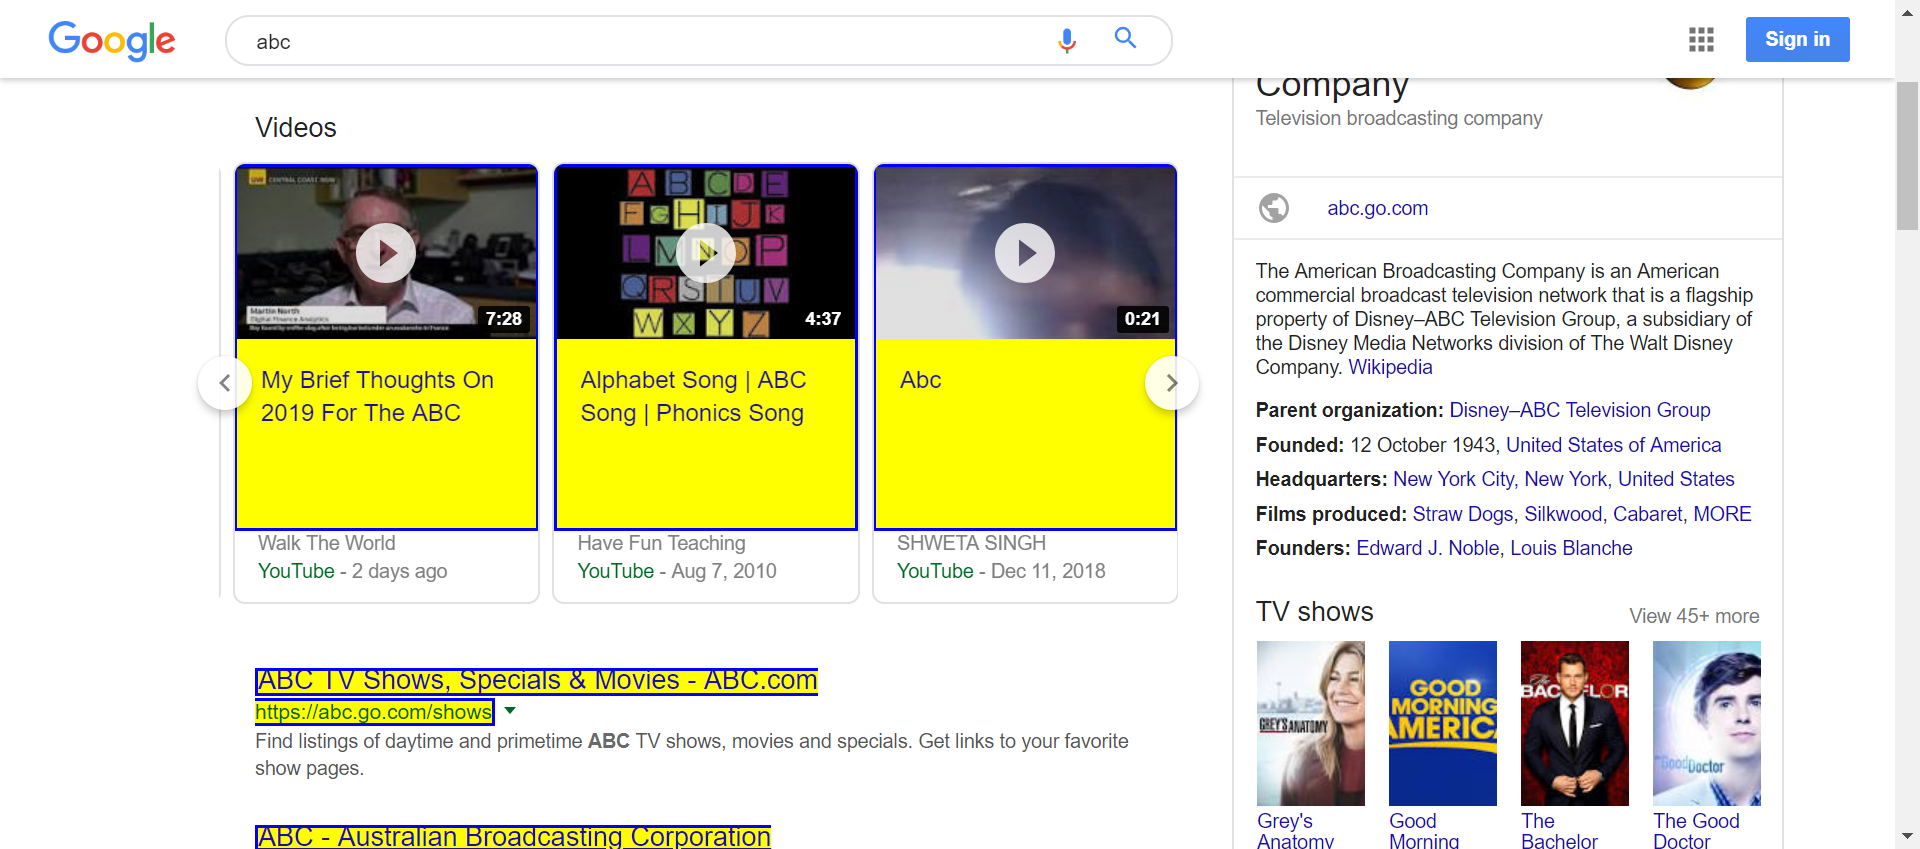 Google
abc
Sign in
Videos
CENTRAL COAST NSW
Martin North
Digital Finance Analytics
7:28
My Brief Thoughts On
2019 For The ABC
Walk The World
YouTube - 2 days ago
A B C D E
F G H I J K
L M N O P
Q R S T U V
W X Y Z
4:37
Alphabet Song | ABC
Song | Phonics Song
Have Fun Teaching
YouTube - Aug 7, 2010
0:21
Abc
SHWETA SINGH
YouTube - Dec 11, 2018
ABC TV Shows, Specials & Movies - ABC.com
https://abc.go.com/shows
Find listings of daytime and primetime ABC TV shows, movies and specials. Get links to your favorite
show pages.
ABC - Australian Broadcasting Corporation
Company
Television broadcasting company
abc.go.com
The American Broadcasting Company is an American
commercial broadcast television network that is a flagship
property of Disney–ABC Television Group, a subsidiary of
the Disney Media Networks division of The Walt Disney
Company. Wikipedia
Parent organization: Disney–ABC Television Group
Founded: 12 October 1943, United States of America
Headquarters: New York City, New York, United States
Films produced: Straw Dogs, Silkwood, Cabaret, MORE
Founders: Edward J. Noble, Louis Blanche
TV shows
View 45+ more
GREY'S ANATOMY
GOOD
MORNING
AMERICA
The
BACHELOR
the Good Doctor
Grey's
Anatomy
Good
Morning
The
Bachelor
The Good
Doctor